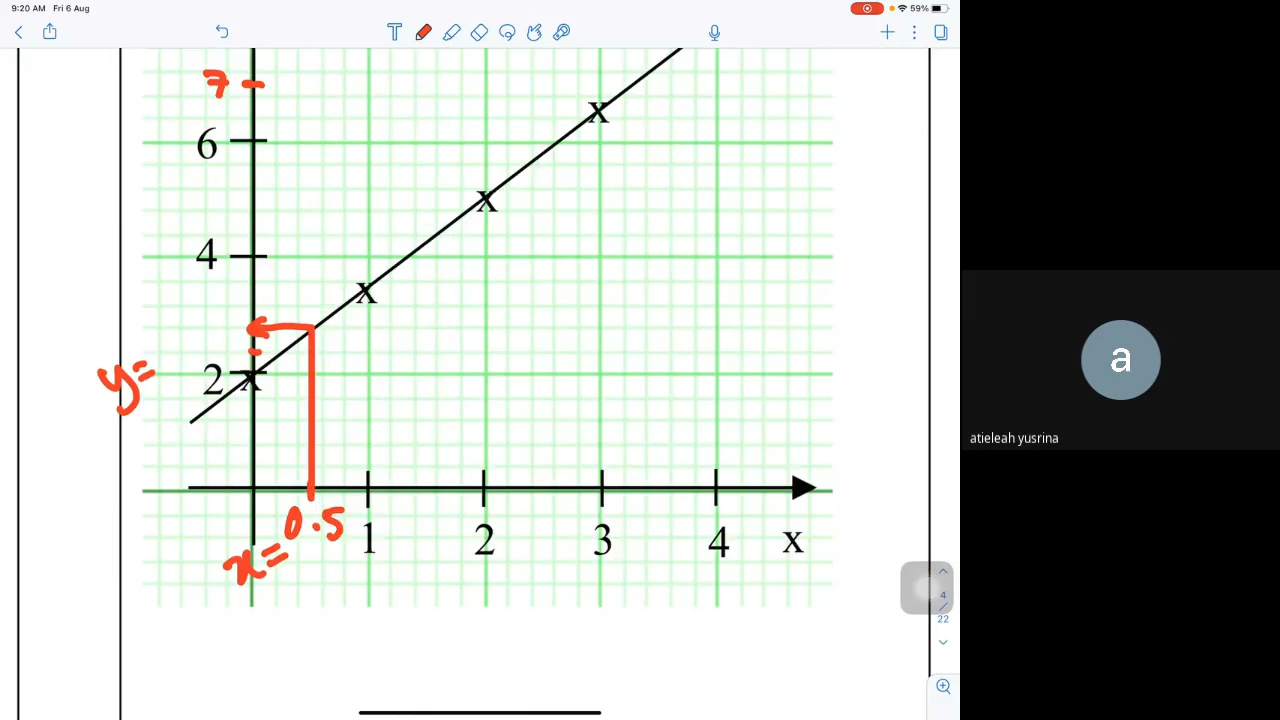 9:20 AM Fri 6 Aug
59%
T
7
6
4
2
y=
x
x
x
x
0.5
x=
1
2
3
4
x
4
22
a
atieleah yusrina